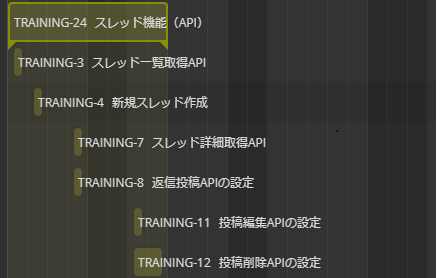 TRAINING-24 スレッド機能（API）
TRAINING-3 スレッド一覧取得API
TRAINING-4 新規スレッド作成
TRAINING-7 スレッド詳細取得API
TRAINING-8 返信投稿APIの設定
TRAINING-11 投稿編集APIの設定
TRAINING-12 投稿削除APIの設定